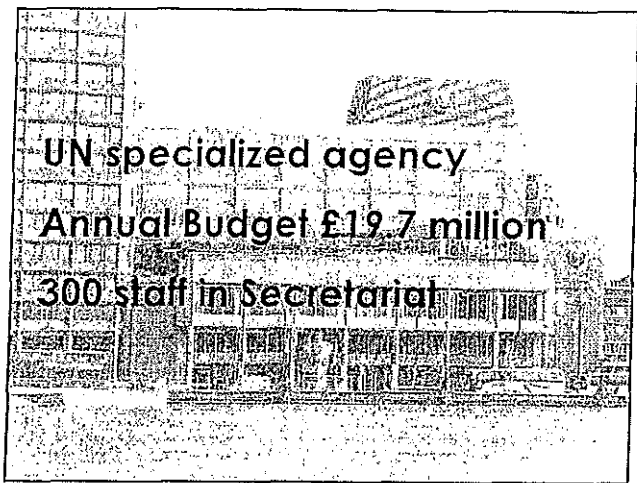 UN specialized agency
Annual Budget £19.7 million
300 staff in Secretariat